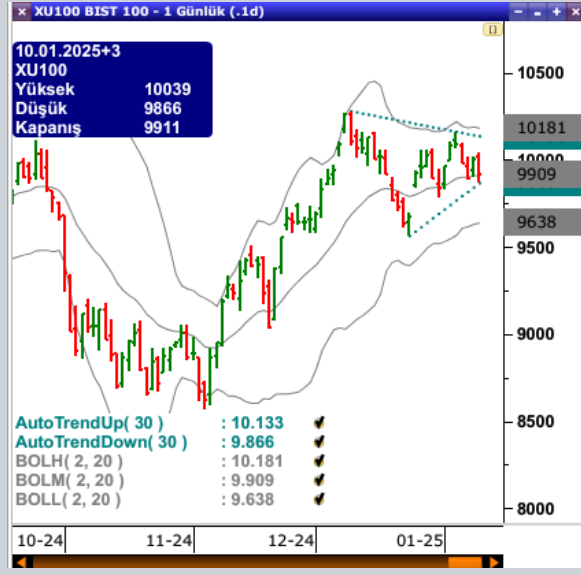 XU100 BIST 100 - 1 Günlük (.1d)
10.01.2025+3
XU100
Yüksek 10039
Düşük 9866
Kapanış 9911
10500
10181
10000
9909
9638
9500
9000
8500
8000
AutoTrendUp( 30 ) : 10.133
AutoTrendDown( 30 ) : 9.866
BOLH( 2, 20 ) : 10.181
BOLM( 2, 20 ) : 9.909
BOLL( 2, 20 ) : 9.638
10-24 11-24 12-24 01-25